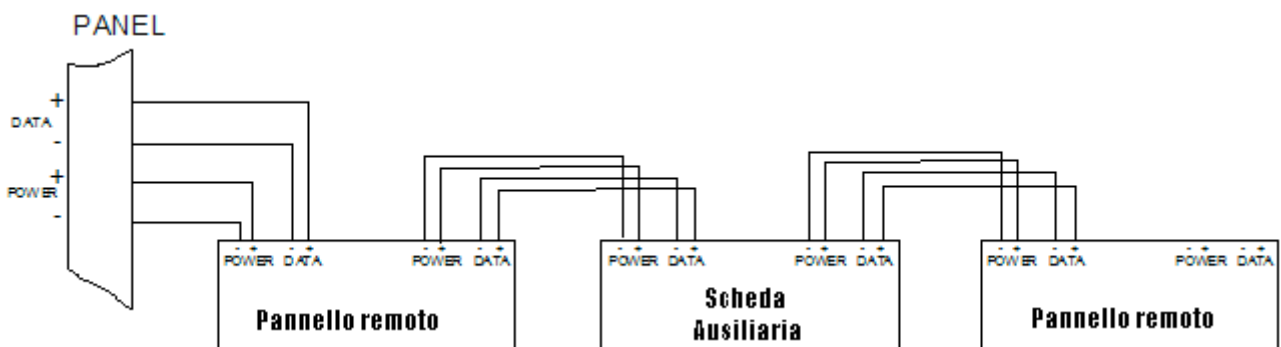 PANEL
+
DATA
-
+
POWER
-
- + - +
POWER DATA
- + - +
POWER DATA
Pannello remoto
- + - +
POWER DATA
- + - +
POWER DATA
Scheda
Ausiliaria
- + - +
POWER DATA
- + - +
POWER DATA
Pannello remoto